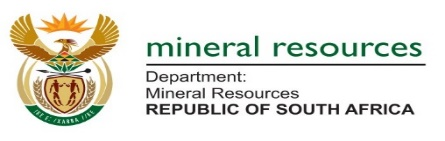 mineral resources
Department:
Mineral Resources
REPUBLIC OF SOUTH AFRICA